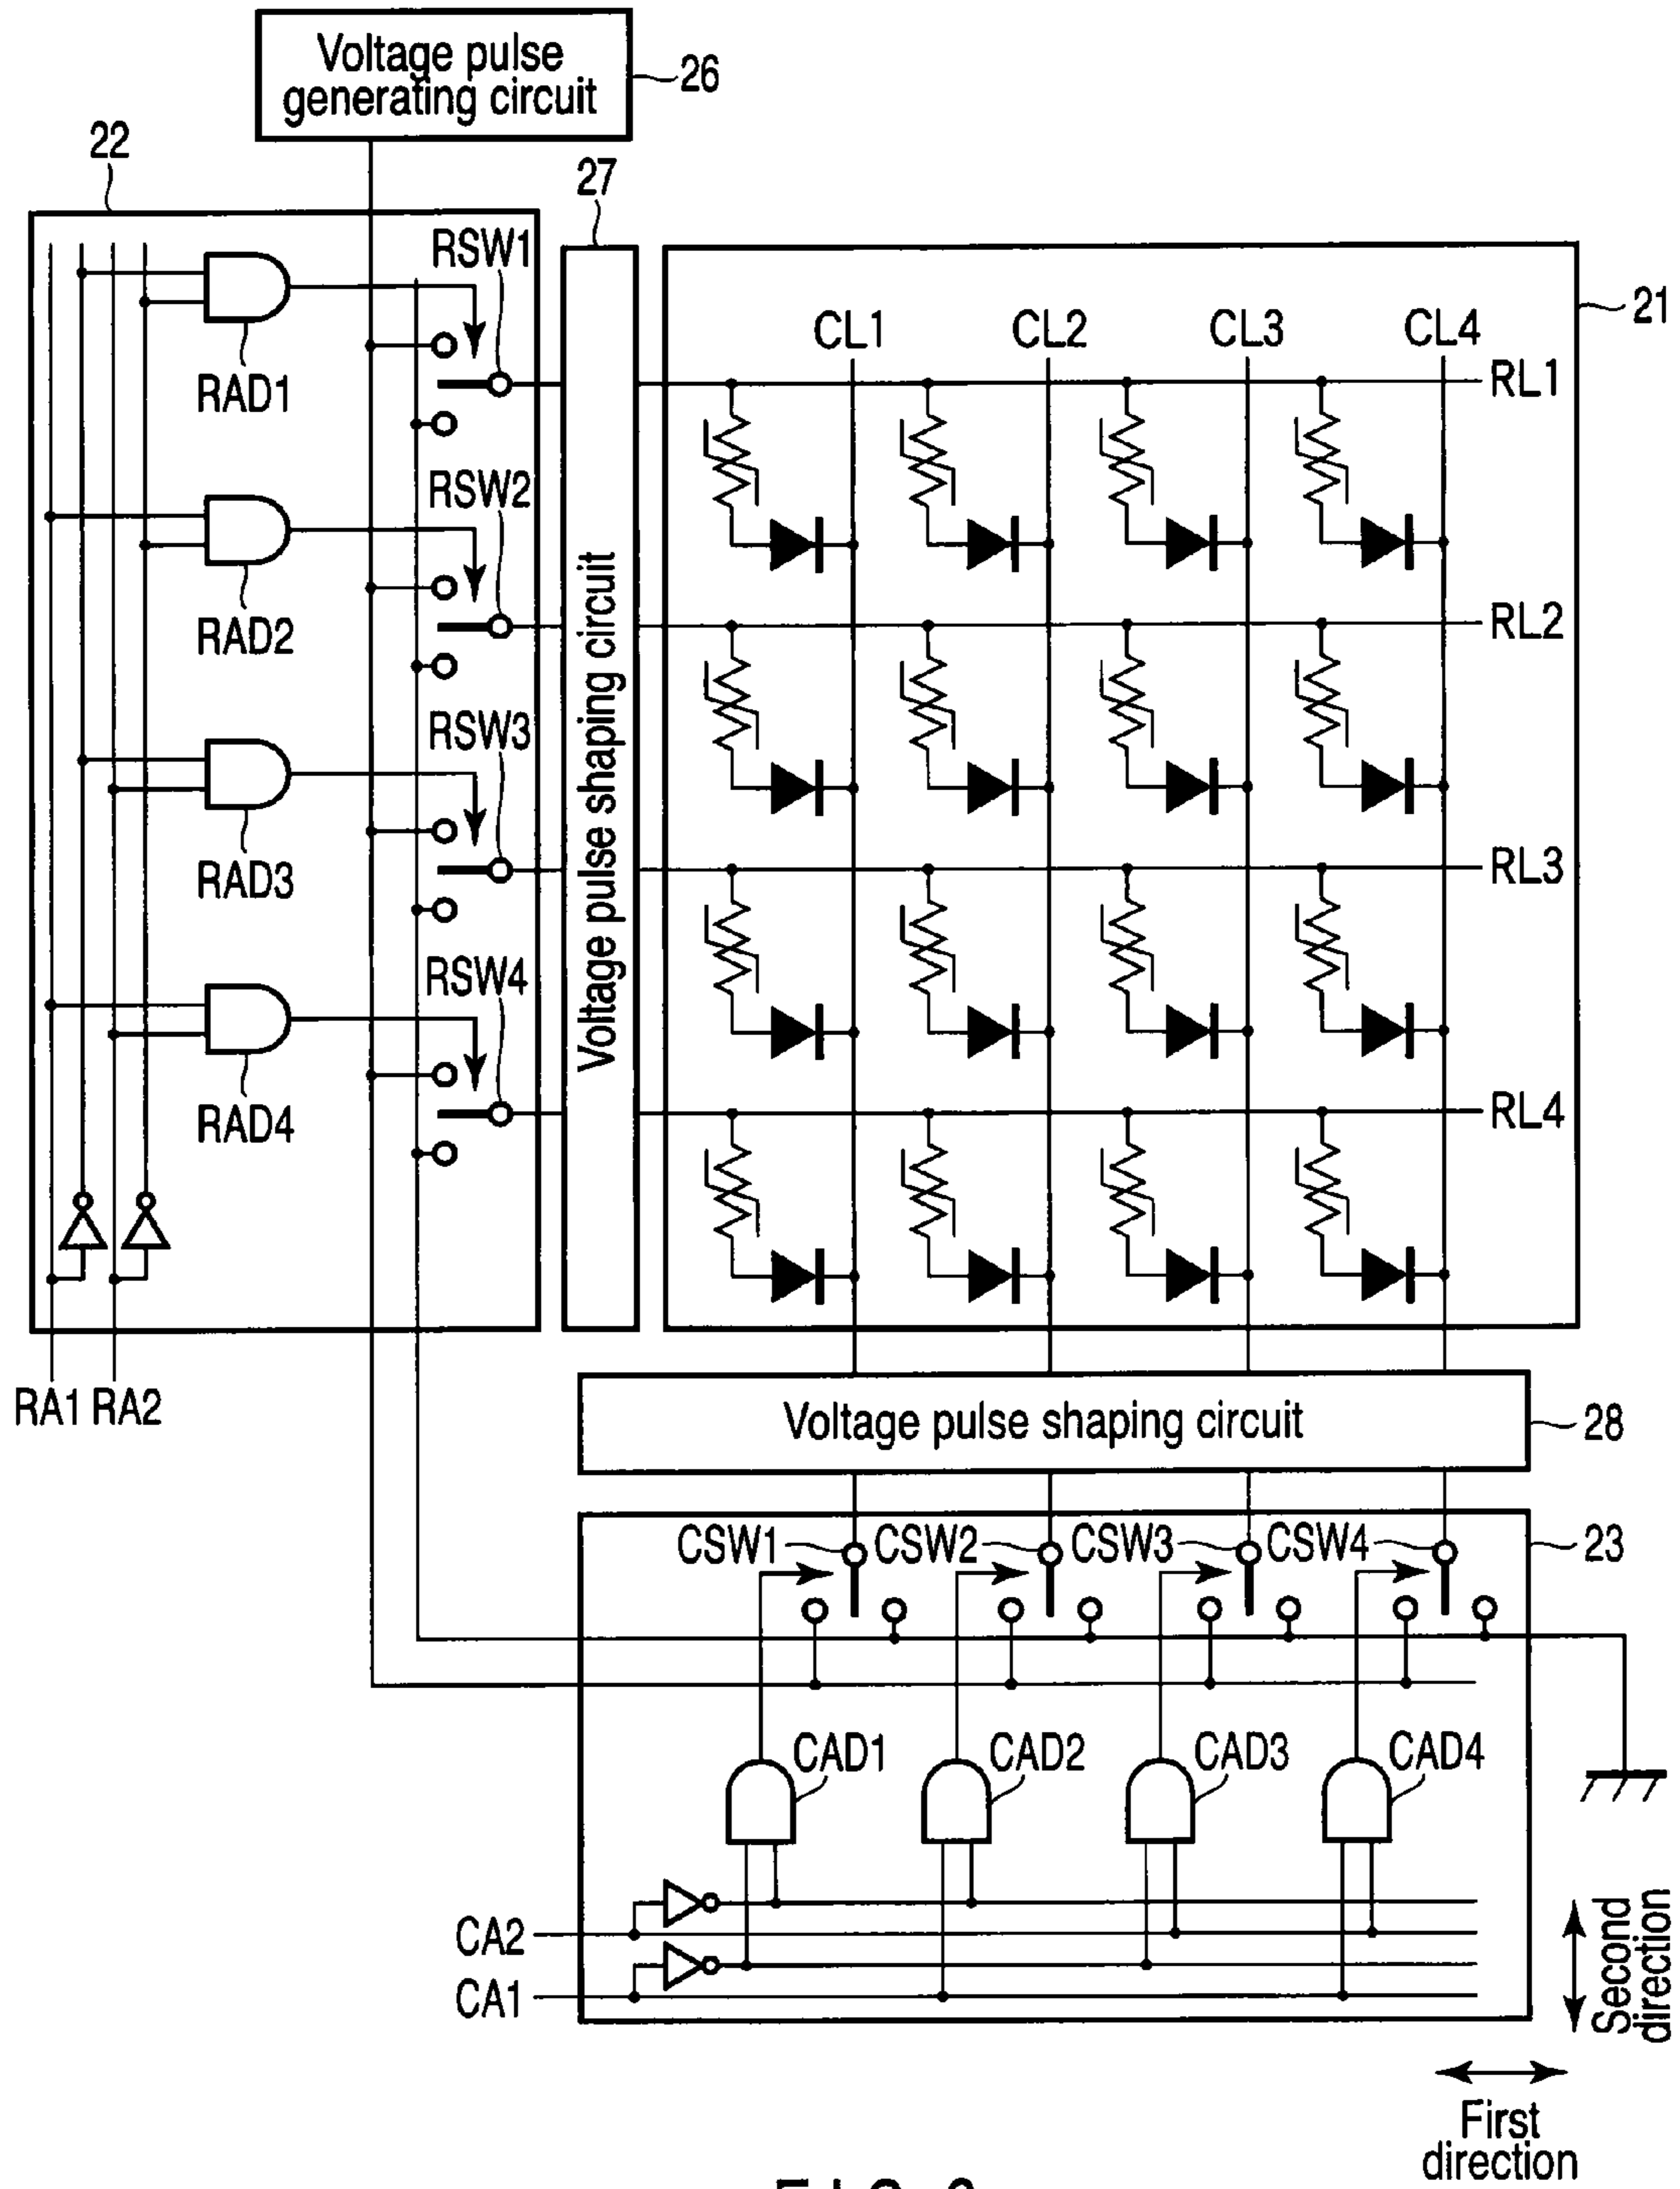 Voltage pulse
generating circuit
26
22
27
RSW1
21
CL1 CL2 CL3 CL4
RL1
RAD1
RSW2
RL2
RAD2
Voltage pulse shaping circuit
RSW3
RL3
RAD3
RSW4
RL4
RAD4
RA1 RA2
Voltage pulse shaping circuit
28
CSW1 CSW2 CSW3 CSW4
23
CAD1 CAD2 CAD3 CAD4
CA2
CA1
Second
direction
First
direction